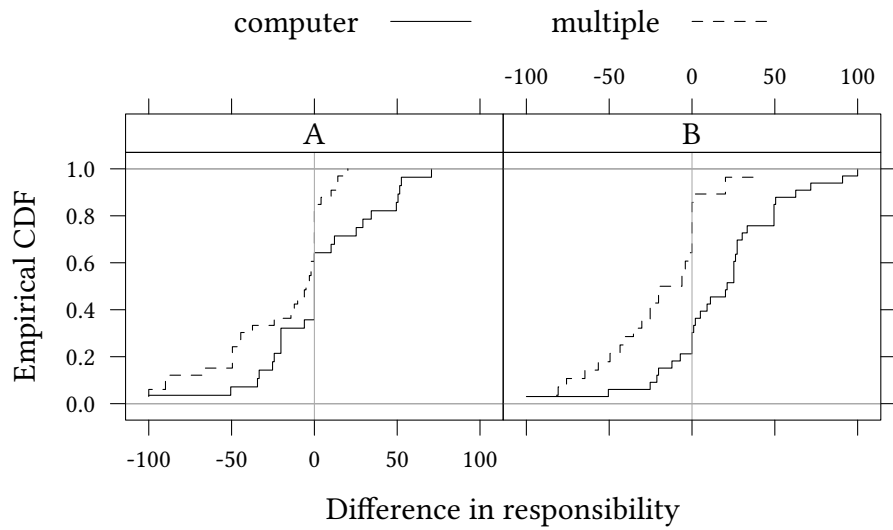 computer multiple
-100 -50 0 50 100
A B
1.0
0.8
0.6
0.4
0.2
0.0
Empirical CDF
-100 -50 0 50 100
Difference in responsibility